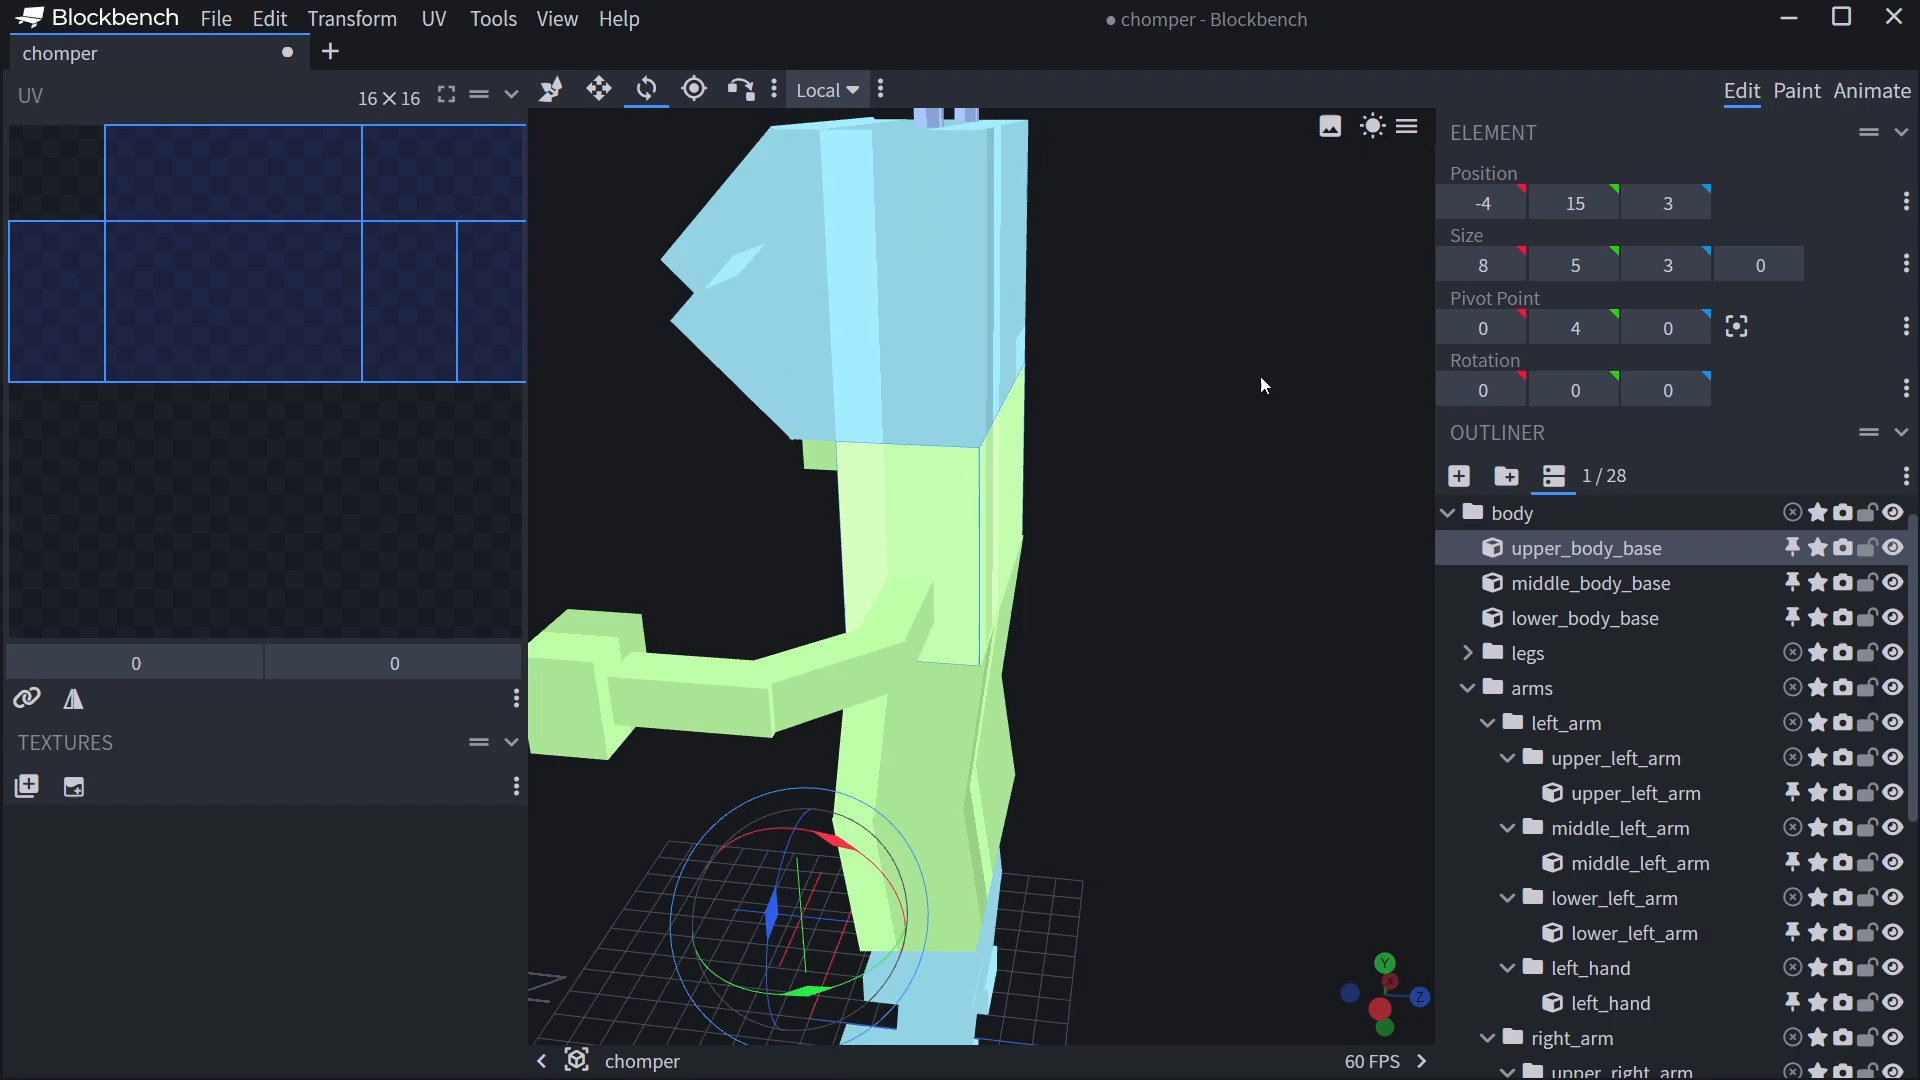 Blockbench File Edit Transform UV Tools View Help
● chomper - Blockbench
chomper
UV
16 × 16
Local
Edit Paint Animate
ELEMENT
Position
-4 15 3
Size
8 5 3 0
Pivot Point
0 4 0
Rotation
0 0 0
OUTLINER
1 / 28
body
upper_body_base
middle_body_base
lower_body_base
legs
arms
left_arm
upper_left_arm
upper_left_arm
middle_left_arm
middle_left_arm
lower_left_arm
lower_left_arm
left_hand
left_hand
right_arm
upper_right_arm
0 0
TEXTURES
Y
X
Z
chomper
60 FPS